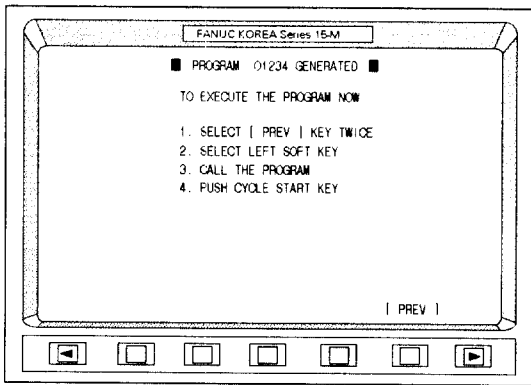 FANUC KOREA Series 15-M
PROGRAM O1234 GENERATED
TO EXECUTE THE PROGRAM NOW
1. SELECT [ PREV ] KEY TWICE
2. SELECT LEFT SOFT KEY
3. CALL THE PROGRAM
4. PUSH CYCLE START KEY
[ PREV ]